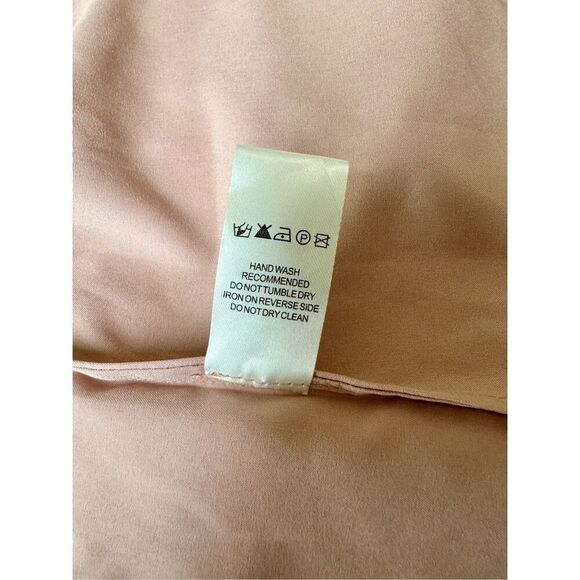 P
HAND WASH
RECOMMENDED
DO NOT TUMBLE DRY
IRON ON REVERSE SIDE
DO NOT DRY CLEAN